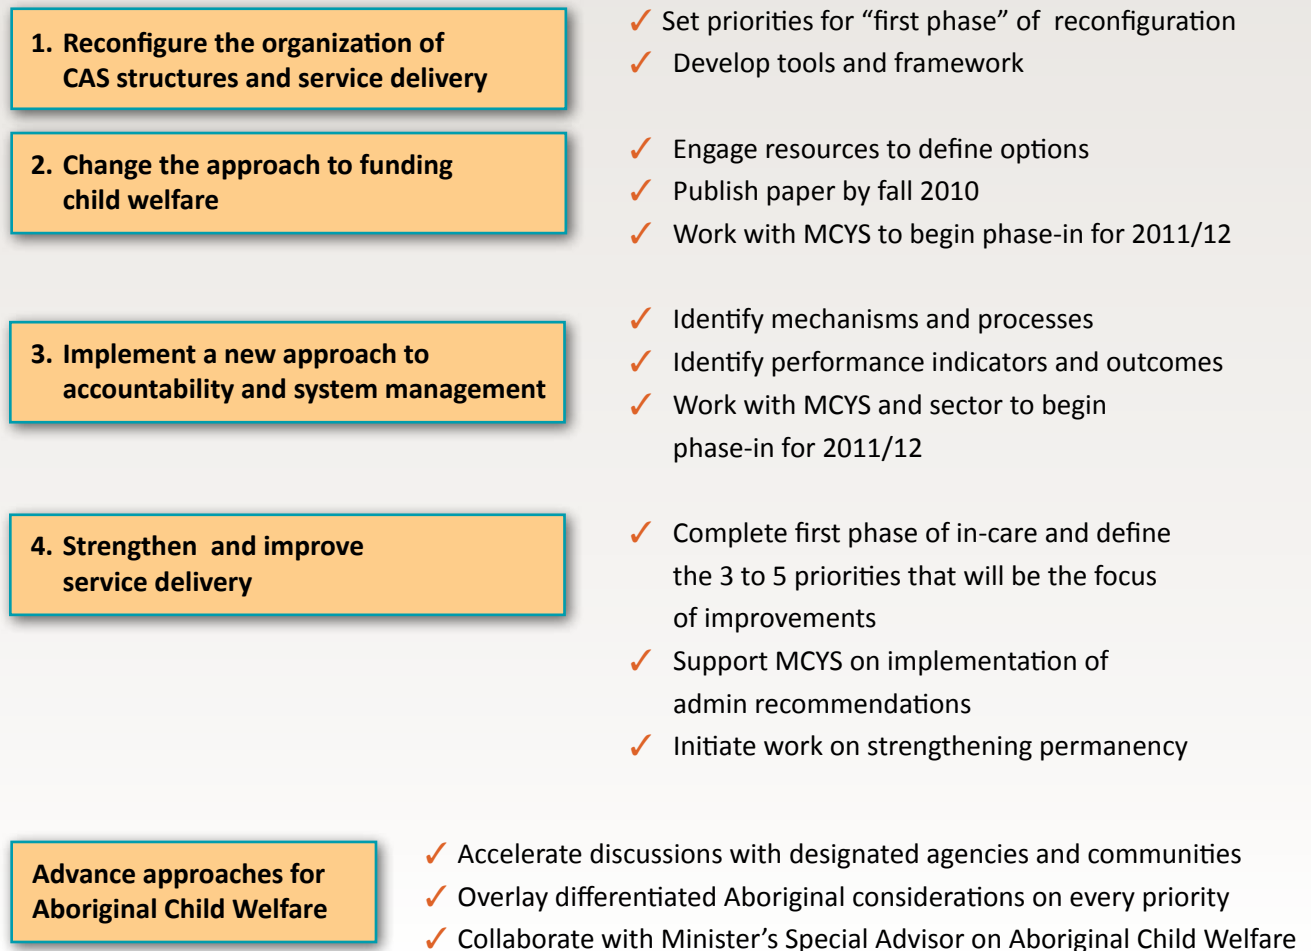 1. Reconfigure the organization of
CAS structures and service delivery
✓ Set priorities for “first phase” of reconfiguration
✓ Develop tools and framework
2. Change the approach to funding
child welfare
✓ Engage resources to define options
✓ Publish paper by fall 2010
✓ Work with MCYS to begin phase-in for 2011/12
3. Implement a new approach to
accountability and system management
✓ Identify mechanisms and processes
✓ Identify performance indicators and outcomes
✓ Work with MCYS and sector to begin
phase-in for 2011/12
4. Strengthen and improve
service delivery
✓ Complete first phase of in-care and define
the 3 to 5 priorities that will be the focus
of improvements
✓ Support MCYS on implementation of
admin recommendations
✓ Initiate work on strengthening permanency
Advance approaches for
Aboriginal Child Welfare
✓ Accelerate discussions with designated agencies and communities
✓ Overlay differentiated Aboriginal considerations on every priority
✓ Collaborate with Minister’s Special Advisor on Aboriginal Child Welfare